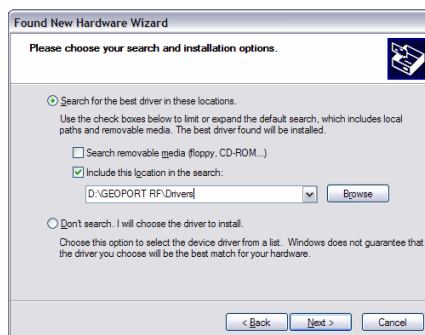 Found New Hardware Wizard
Please choose your search and installation options.
Search for the best driver in these locations.
Use the check boxes below to limit or expand the default search, which includes local
paths and removable media. The best driver found will be installed.
Search removable media (floppy, CD-ROM...)
Include this location in the search:
D:\GEOPORT RF\Drivers
Browse
Don't search. I will choose the driver to install.
Choose this option to select the device driver from a list. Windows does not guarantee that
the driver you choose will be the best match for your hardware.
< Back
Next >
Cancel